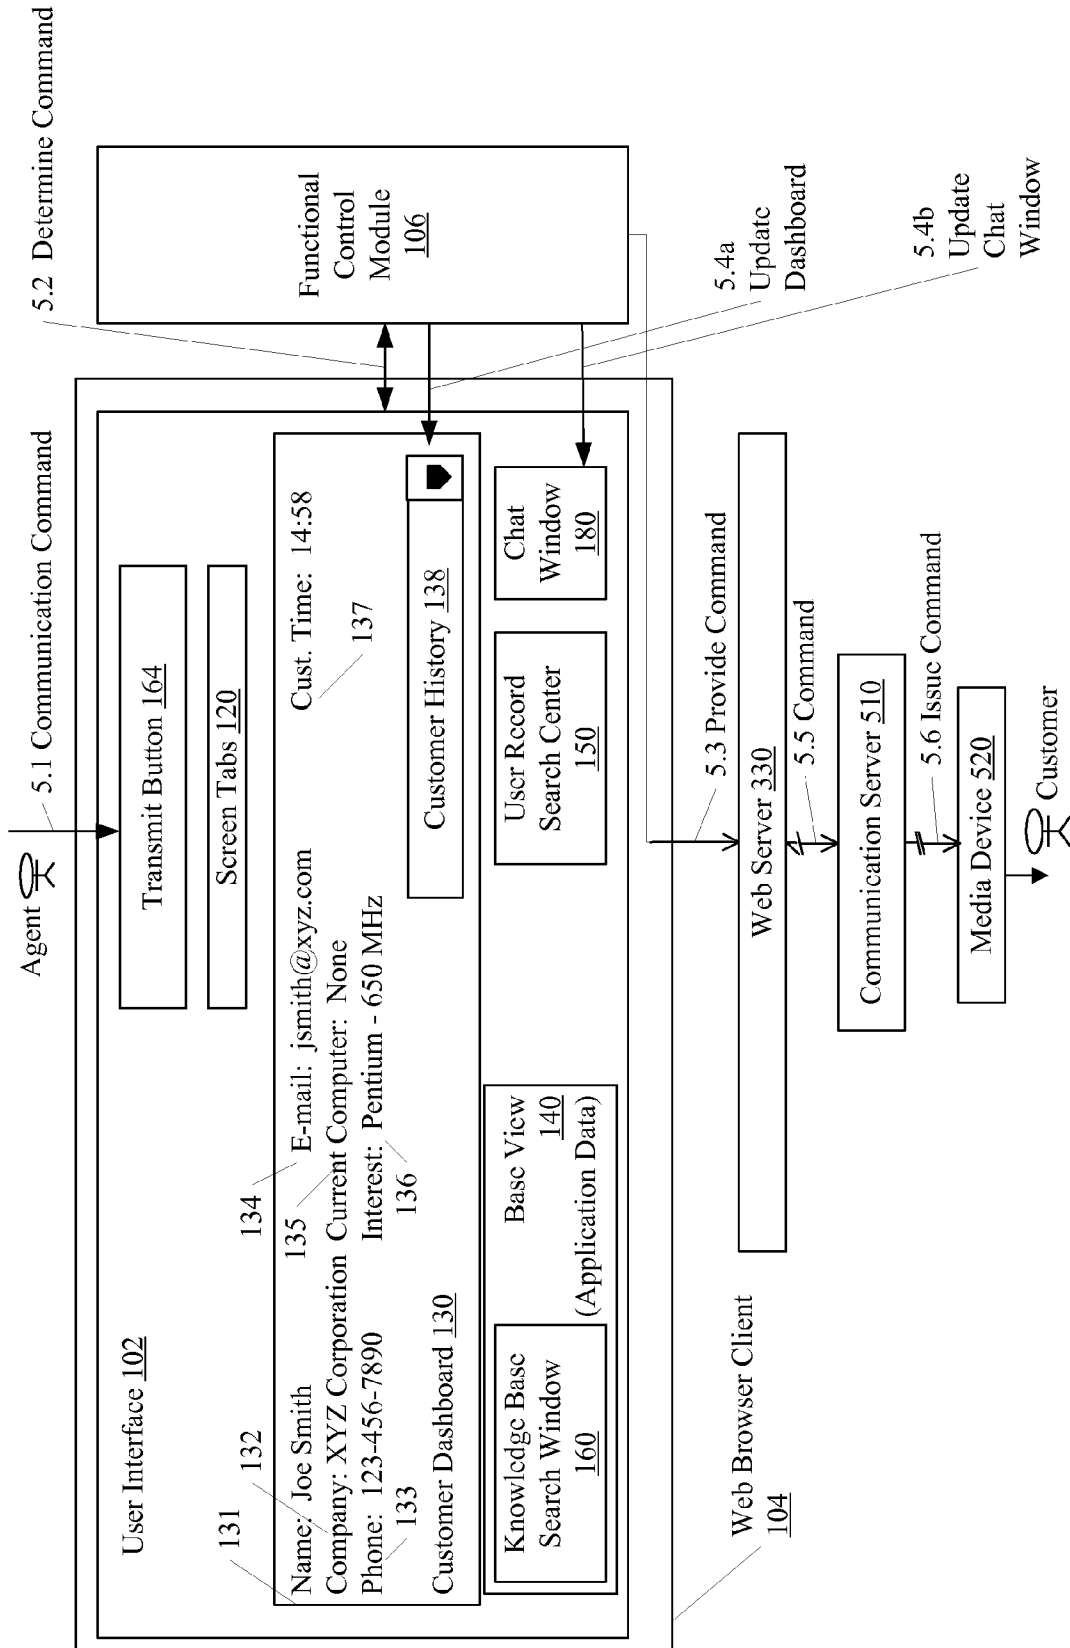 Agent
5.1 Communication Command
5.2 Determine Command
User Interface 102
Transmit Button 164
Screen Tabs 120
131
132
134
135
Name: Joe Smith
E-mail: jsmith@xyz.com
Cust. Time: 14:58
Company: XYZ Corporation
Current Computer: None
137
Phone: 123-456-7890
Interest: Pentium - 650 MHz
133
136
Customer Dashboard 130
Customer History 138
Functional
Control
Module
106
Knowledge Base
Search Window
160
Base View
140
(Application Data)
User Record
Search Center
150
Chat
Window
180
5.4a
Update
Dashboard
5.4b
Update
Chat
Window
Web Browser Client
104
5.3 Provide Command
Web Server 330
5.5 Command
Communication Server 510
5.6 Issue Command
Media Device 520
Customer